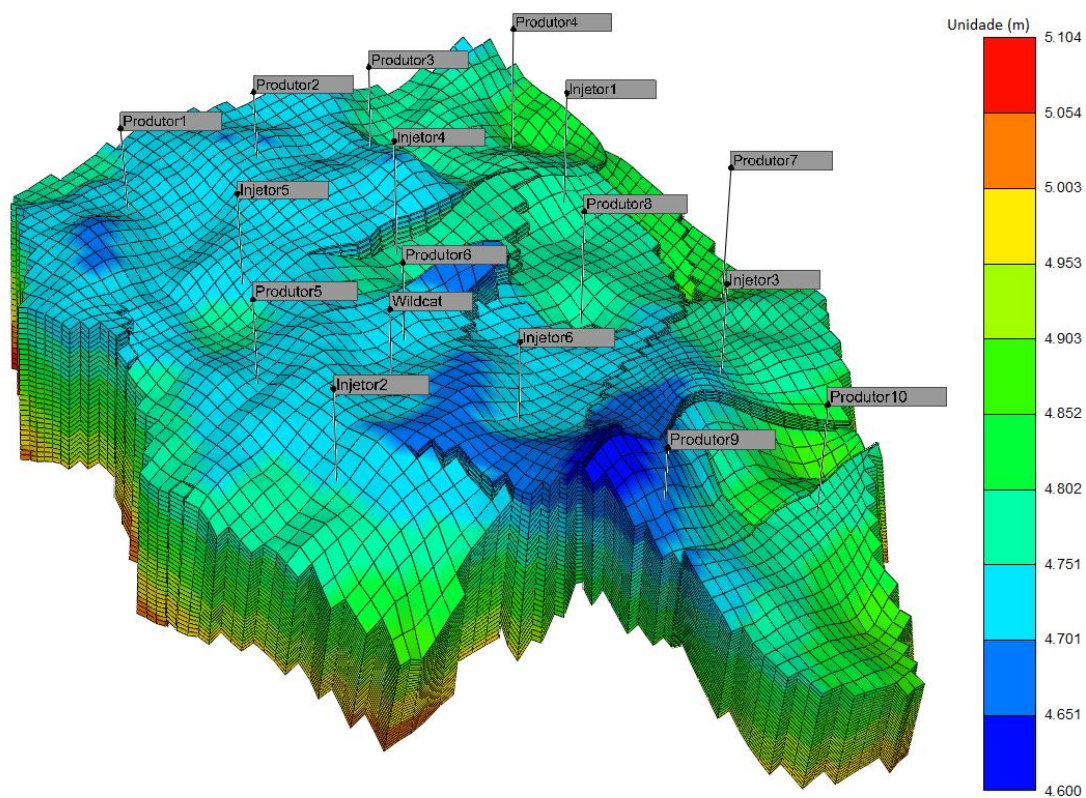 Produtor4
Unidade (m)
5.104
Produtor3
Produtor2
Injetor1
5.054
Produtor1
Injetor4
Produtor7
5.003
Injetor5
Produtor8
4.953
Produtor6
Injetor3
Produtor5
Wildcat
4.903
Injetor6
Injetor2
Produtor10
4.852
Produtor9
4.802
4.751
4.701
4.651
4.600